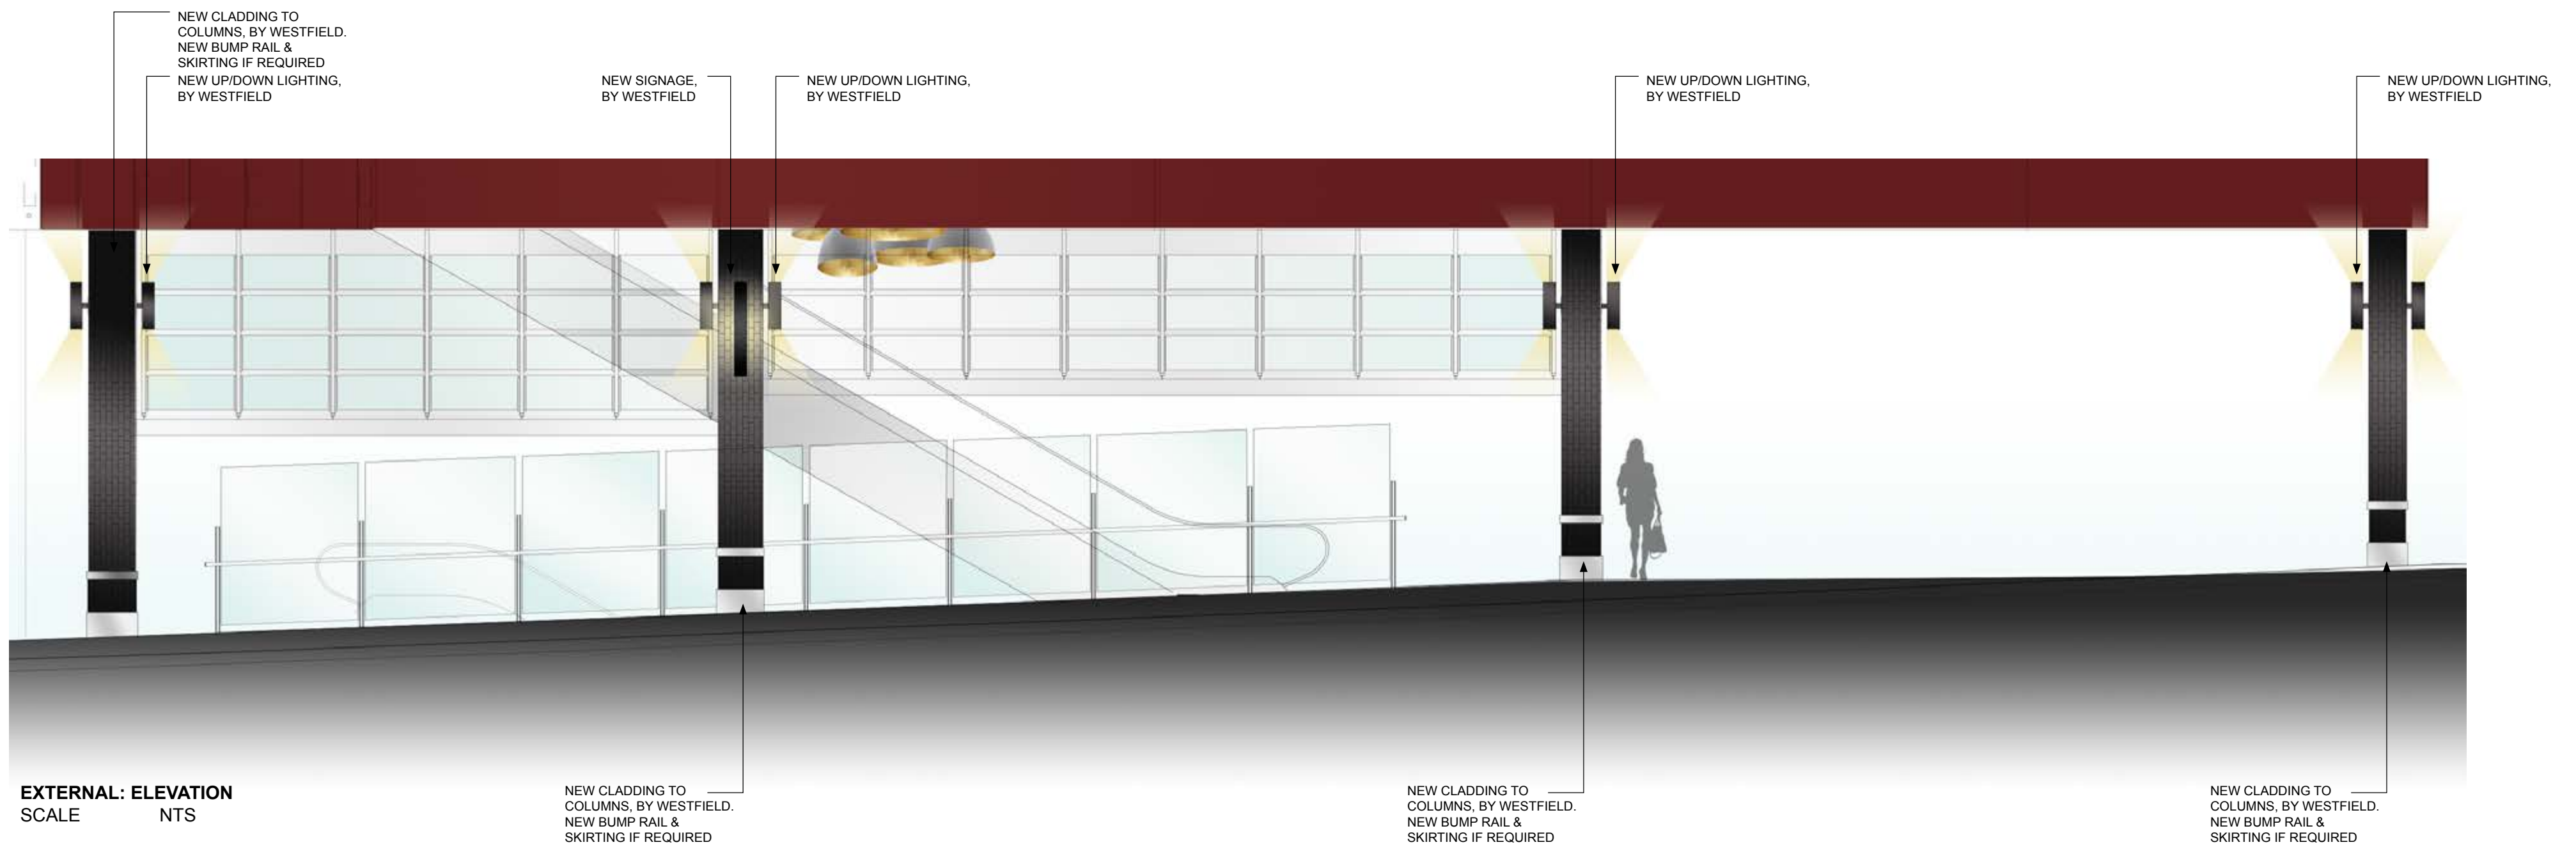 NEW CLADDING TO
COLUMNS, BY WESTFIELD.
NEW BUMP RAIL &
SKIRTING IF REQUIRED
NEW UP/DOWN LIGHTING,
BY WESTFIELD
NEW SIGNAGE,
BY WESTFIELD
NEW UP/DOWN LIGHTING,
BY WESTFIELD
NEW UP/DOWN LIGHTING,
BY WESTFIELD
NEW UP/DOWN LIGHTING,
BY WESTFIELD
EXTERNAL: ELEVATION
SCALE NTS
NEW CLADDING TO
COLUMNS, BY WESTFIELD.
NEW BUMP RAIL &
SKIRTING IF REQUIRED
NEW CLADDING TO
COLUMNS, BY WESTFIELD.
NEW BUMP RAIL &
SKIRTING IF REQUIRED
NEW CLADDING TO
COLUMNS, BY WESTFIELD.
NEW BUMP RAIL &
SKIRTING IF REQUIRED